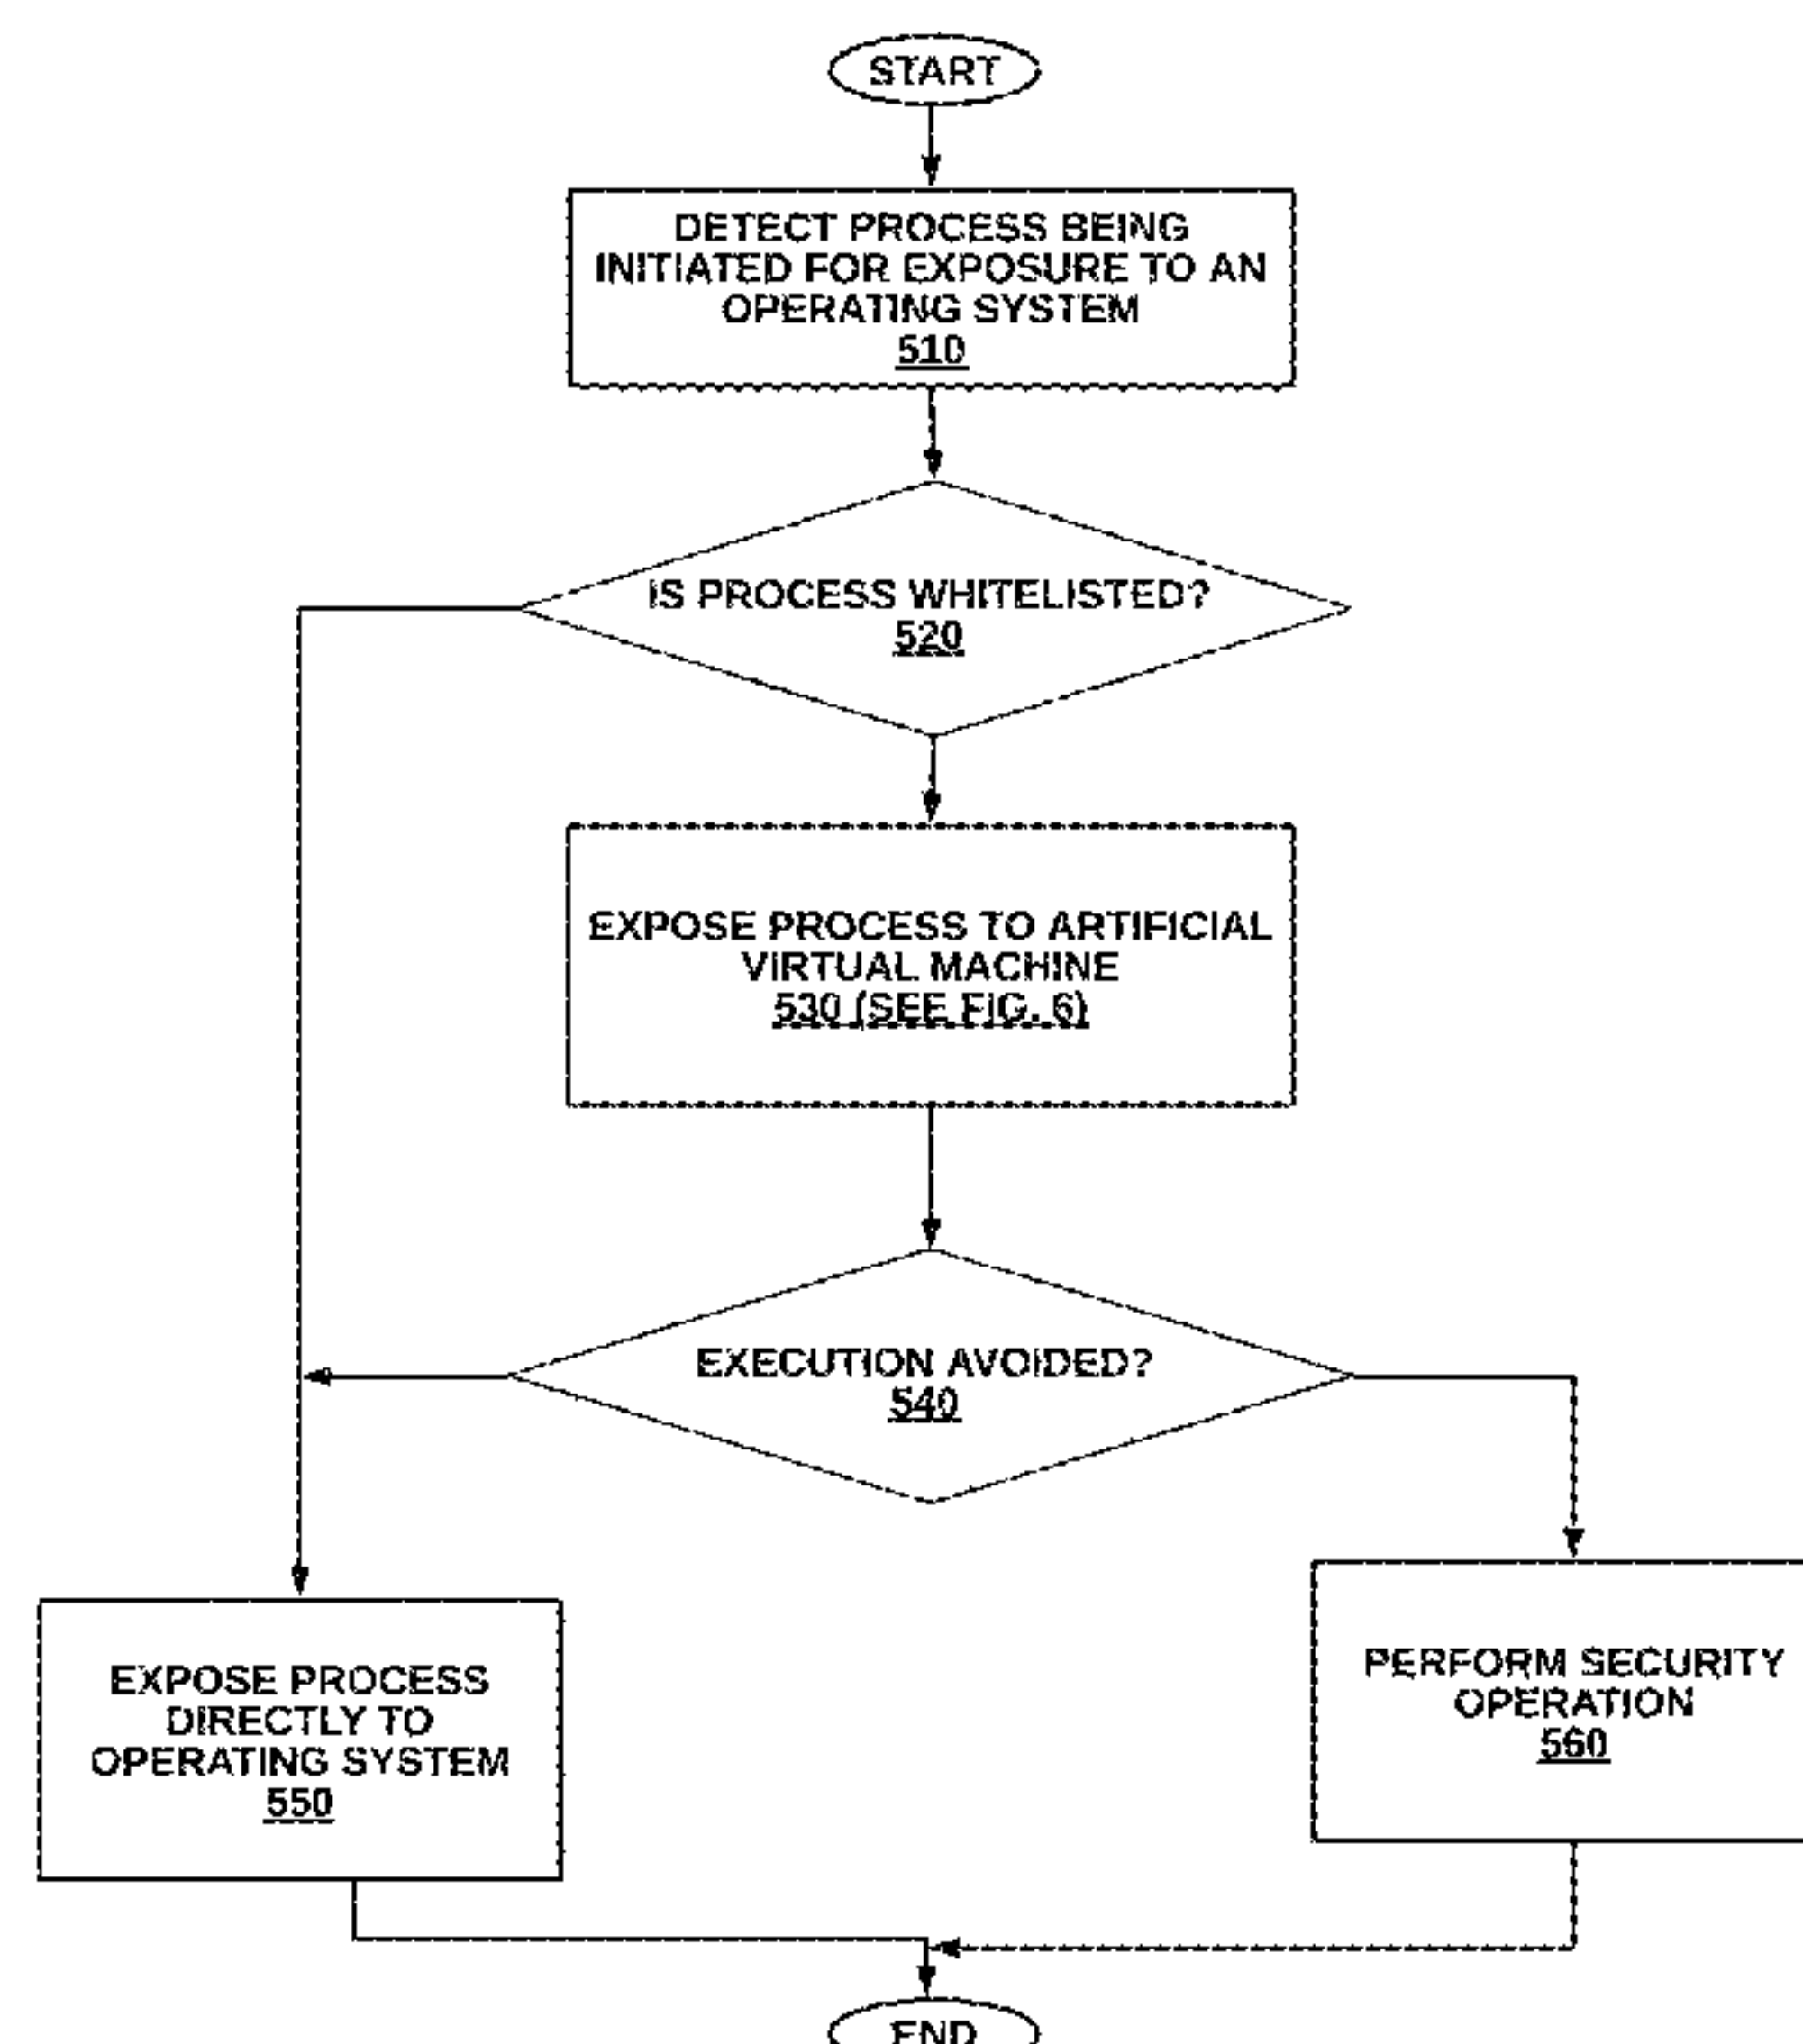 START
DETECT PROCESS BEING
INITIATED FOR EXPOSURE TO AN
OPERATING SYSTEM
510
IS PROCESS WHITELISTED?
520
EXPOSE PROCESS TO ARTIFICIAL
VIRTUAL MACHINE
530 (SEE FIG. 6)
EXECUTION AVOIDED?
540
EXPOSE PROCESS
DIRECTLY TO
OPERATING SYSTEM
550
PERFORM SECURITY
OPERATION
560
END